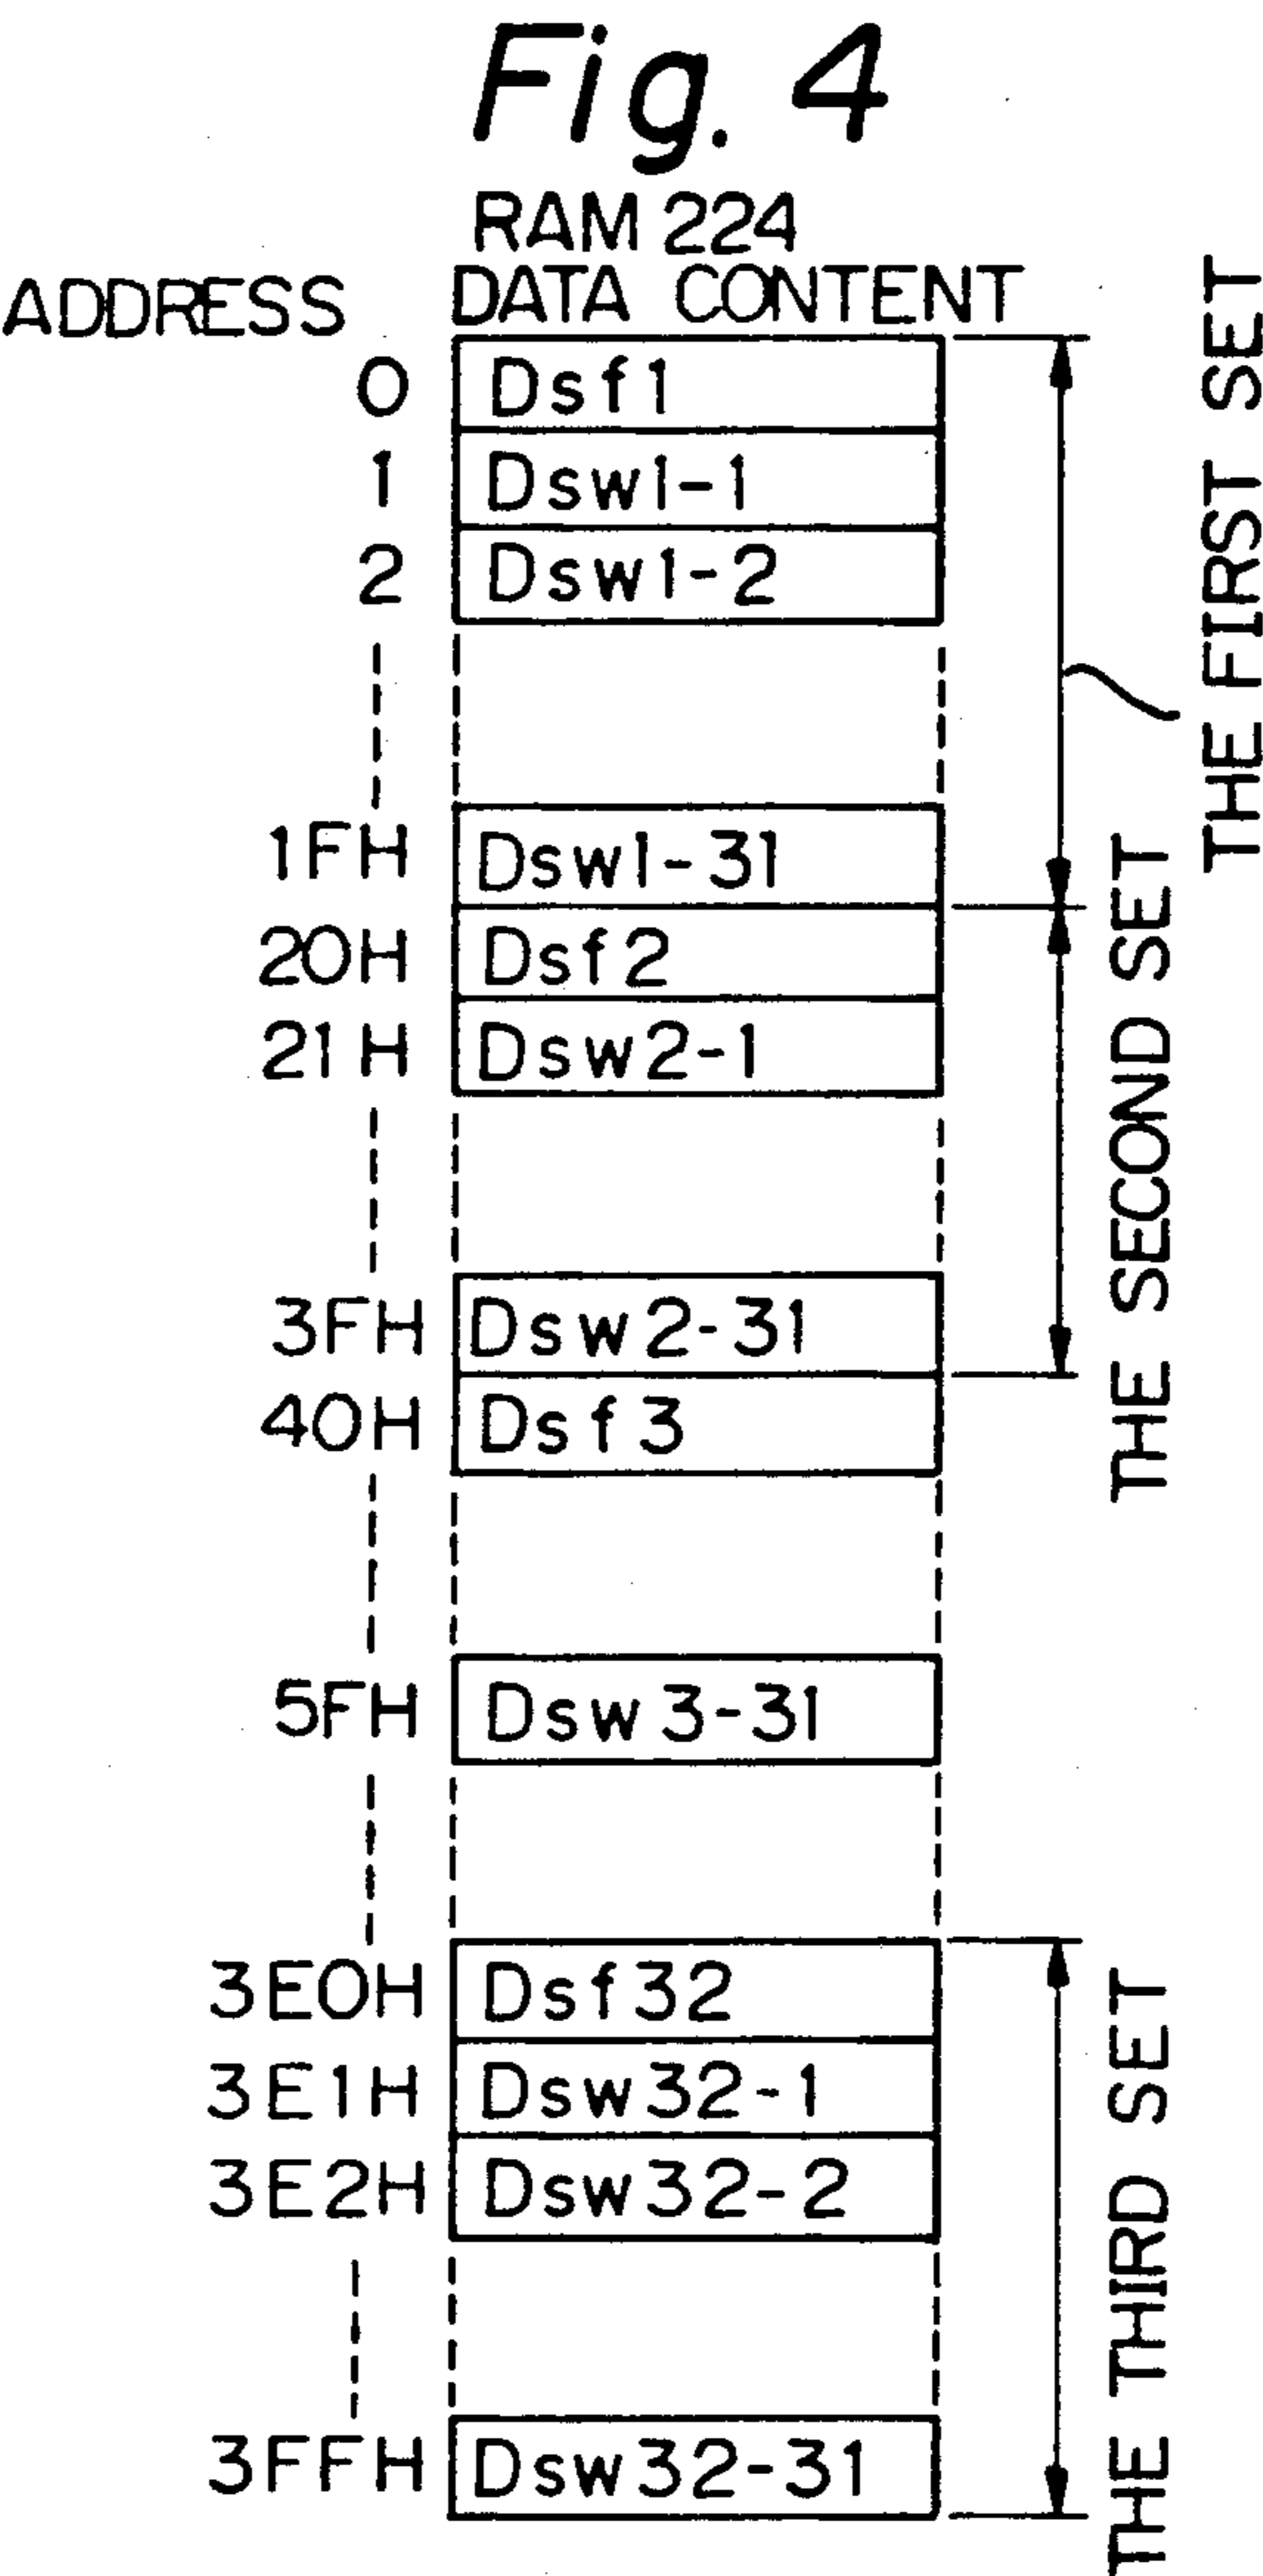 Fig. 4
RAM 224
ADDRESS DATA CONTENT
0 Dsf1
1 Dsw1-1
2 Dsw1-2
1FH Dsw1-31
20H Dsf2
21H Dsw2-1
3FH Dsw2-31
40H Dsf3
5FH Dsw3-31
3E0H Dsf32
3E1H Dsw32-1
3E2H Dsw32-2
3FFH Dsw32-31
THE FIRST SET
THE SECOND SET
THE THIRD SET